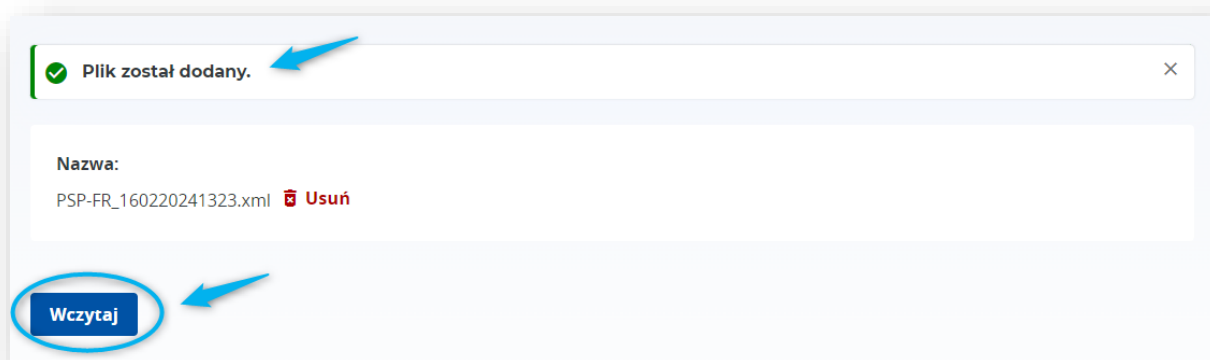 Plik został dodany.
Nazwa:
PSP-FR_160220241323.xml Usuń
Wczytaj